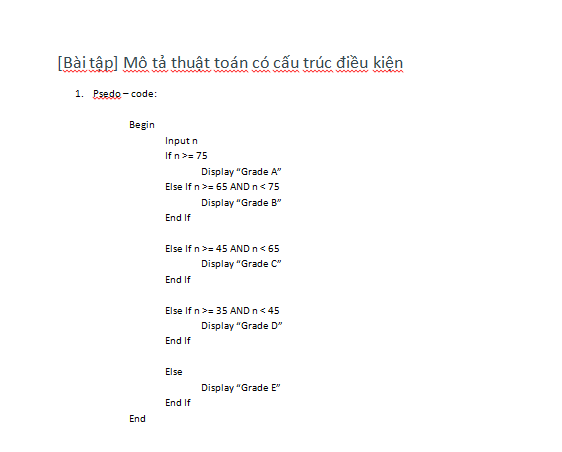 [Bài tập] Mô tả thuật toán có cấu trúc điều kiện
1. Psedo – code:
Begin
Input n
If n >= 75
Display “Grade A”
Else If n >= 65 AND n < 75
Display “Grade B”
End If
Else If n >= 45 AND n < 65
Display “Grade C”
End If
Else If n >= 35 AND n < 45
Display “Grade D”
End If
Else
Display “Grade E”
End If
End